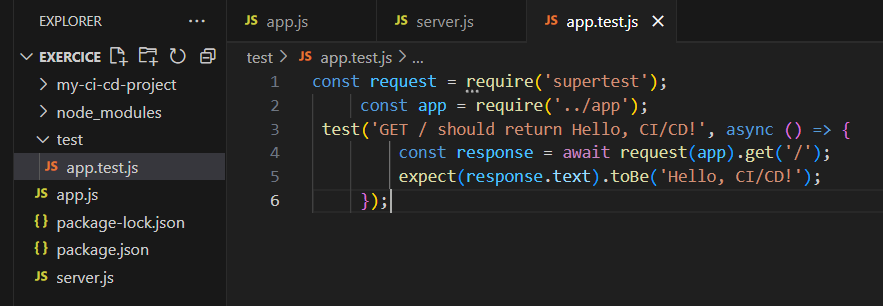 EXPLORER ...
JS app.js JS server.js JS app.test.js
EXERCICE
test > JS app.test.js > ...
my-ci-cd-project
node_modules
test
JS app.test.js
JS app.js
{} package-lock.json
{} package.json
JS server.js
1 const request = require('supertest');
2 const app = require('../app');
3 test('GET / should return Hello, CI/CD!', async () => {
4 const response = await request(app).get('/');
5 expect(response.text).toBe('Hello, CI/CD!');
6 });